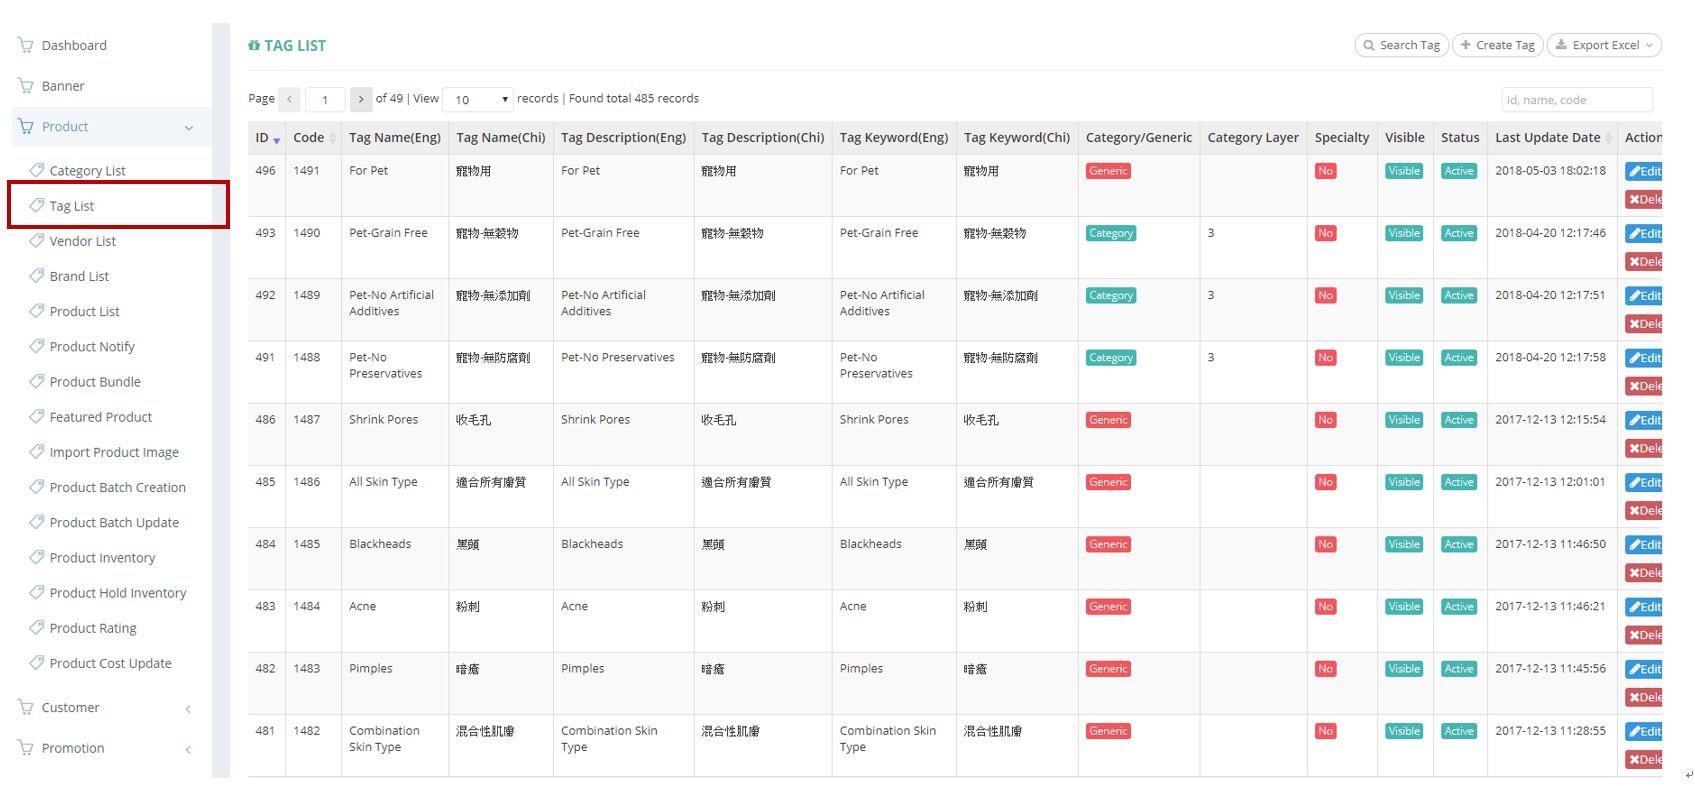 Dashboard
Banner
Product
Category List
Tag List
Vendor List
Brand List
Product List
Product Notify
Product Bundle
Featured Product
Import Product Image
Product Batch Creation
Product Batch Update
Product Inventory
Product Hold Inventory
Product Rating
Product Cost Update
Customer
Promotion
TAG LIST
Search Tag
Create Tag
Export Excel
Page 1 of 49 | View 10 records | Found total 485 records
id, name, code
ID Code Tag Name(Eng) Tag Name(Chi) Tag Description(Eng) Tag Description(Chi) Tag Keyword(Eng) Tag Keyword(Chi) Category/Generic Category Layer Specialty Visible Status Last Update Date Action
496 1491 For Pet 寵物用 For Pet 寵物用 For Pet 寵物用 Generic No Visible Active 2018-05-03 18:02:18 Edit
Dele
493 1490 Pet-Grain Free 寵物-無穀物 Pet-Grain Free 寵物-無穀物 Pet-Grain Free 寵物-無穀物 Category 3 No Visible Active 2018-04-20 12:17:46 Edit
Dele
492 1489 Pet-No Artificial 寵物-無添加劑 Pet-No Artificial 寵物-無添加劑 Pet-No Artificial 寵物-無添加劑 Category 3 No Visible Active 2018-04-20 12:17:51 Edit
Additives Additives Additives
Dele
491 1488 Pet-No 寵物-無防腐劑 Pet-No Preservatives 寵物-無防腐劑 Pet-No 寵物-無防腐劑 Category 3 No Visible Active 2018-04-20 12:17:58 Edit
Preservatives Preservatives
Dele
486 1487 Shrink Pores 收毛孔 Shrink Pores 收毛孔 Shrink Pores 收毛孔 Generic No Visible Active 2017-12-13 12:15:54 Edit
Dele
485 1486 All Skin Type 適合所有膚質 All Skin Type 適合所有膚質 All Skin Type 適合所有膚質 Generic No Visible Active 2017-12-13 12:01:01 Edit
Dele
484 1485 Blackheads 黑頭 Blackheads 黑頭 Blackheads 黑頭 Generic No Visible Active 2017-12-13 11:46:50 Edit
Dele
483 1484 Acne 粉刺 Acne 粉刺 Acne 粉刺 Generic No Visible Active 2017-12-13 11:46:21 Edit
Dele
482 1483 Pimples 暗瘡 Pimples 暗瘡 Pimples 暗瘡 Generic No Visible Active 2017-12-13 11:45:56 Edit
Dele
481 1482 Combination 混合性肌膚 Combination Skin 混合性肌膚 Combination Skin 混合性肌膚 Generic No Visible Active 2017-12-13 11:28:55 Edit
Skin Type Type Type
Dele